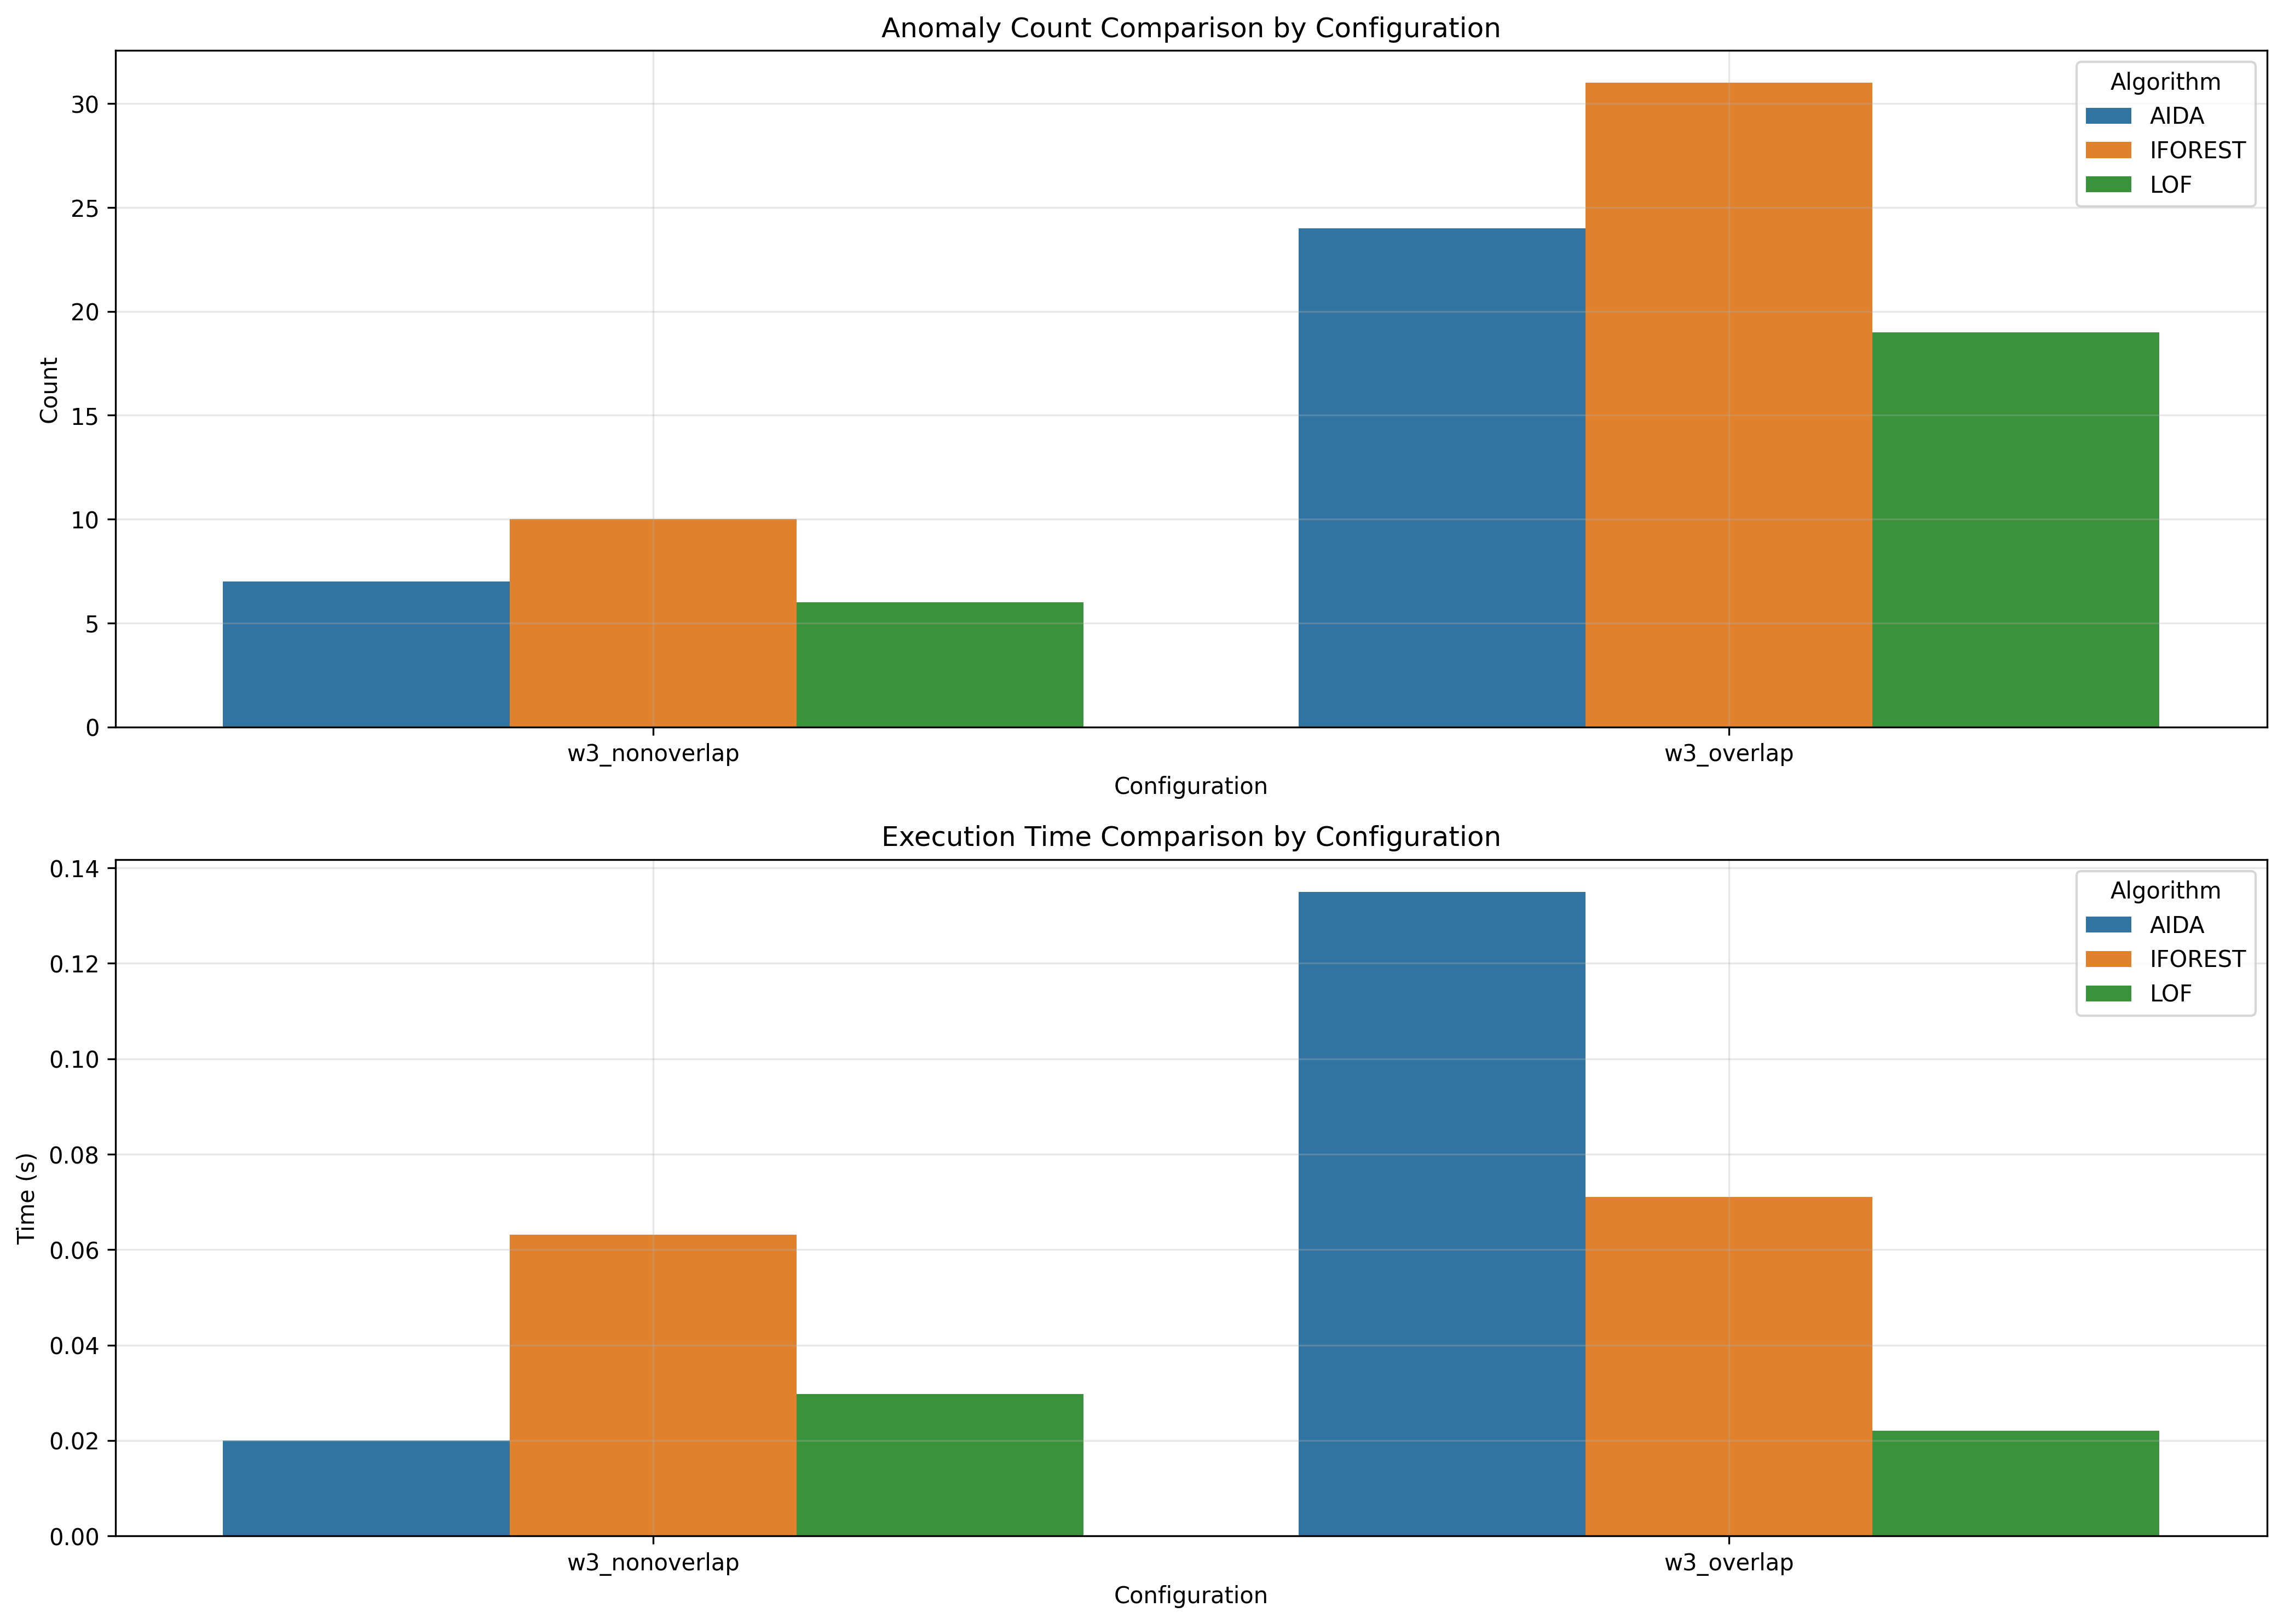 Anomaly Count Comparison by Configuration
Algorithm
AIDA
IFOREST
LOF
30
25
20
15
10
5
0
Count
w3_nonoverlap
w3_overlap
Configuration
Execution Time Comparison by Configuration
Algorithm
AIDA
IFOREST
LOF
0.14
0.12
0.10
0.08
0.06
0.04
0.02
0.00
Time (s)
w3_nonoverlap
w3_overlap
Configuration